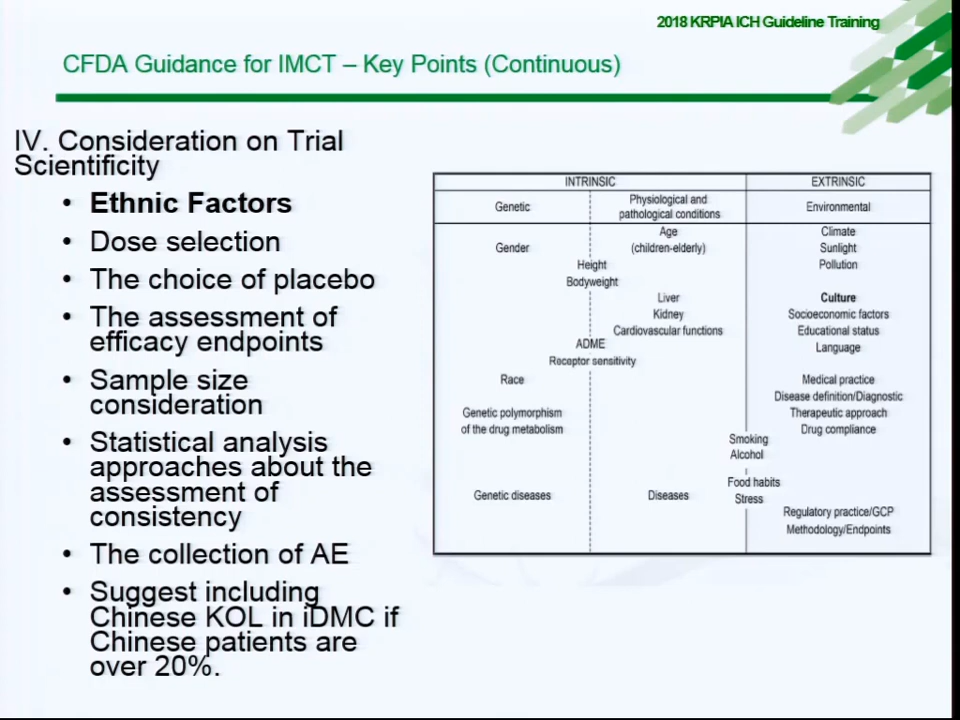 2018 KRPIA ICH Guideline Training
CFDA Guidance for IMCT – Key Points (Continuous)
IV. Consideration on Trial
Scientificity
• Ethnic Factors
• Dose selection
• The choice of placebo
• The assessment of
efficacy endpoints
• Sample size
consideration
• Statistical analysis
approaches about the
assessment of
consistency
• The collection of AE
• Suggest including
Chinese KOL in iDMC if
Chinese patients are
over 20%.
INTRINSIC EXTRINSIC
Genetic Physiological and
pathological conditions Environmental
Age Climate
Gender (children-elderly) Sunlight
Height Pollution
Bodyweight
Liver Culture
Kidney Socioeconomic factors
Cardiovascular functions Educational status
ADME Language
Receptor sensitivity
Race Medical practice
Disease definition/Diagnostic
Genetic polymorphism Therapeutic approach
of the drug metabolism Drug compliance
Smoking
Alcohol
Food habits
Genetic diseases Diseases Stress
Regulatory practice/GCP
Methodology/Endpoints